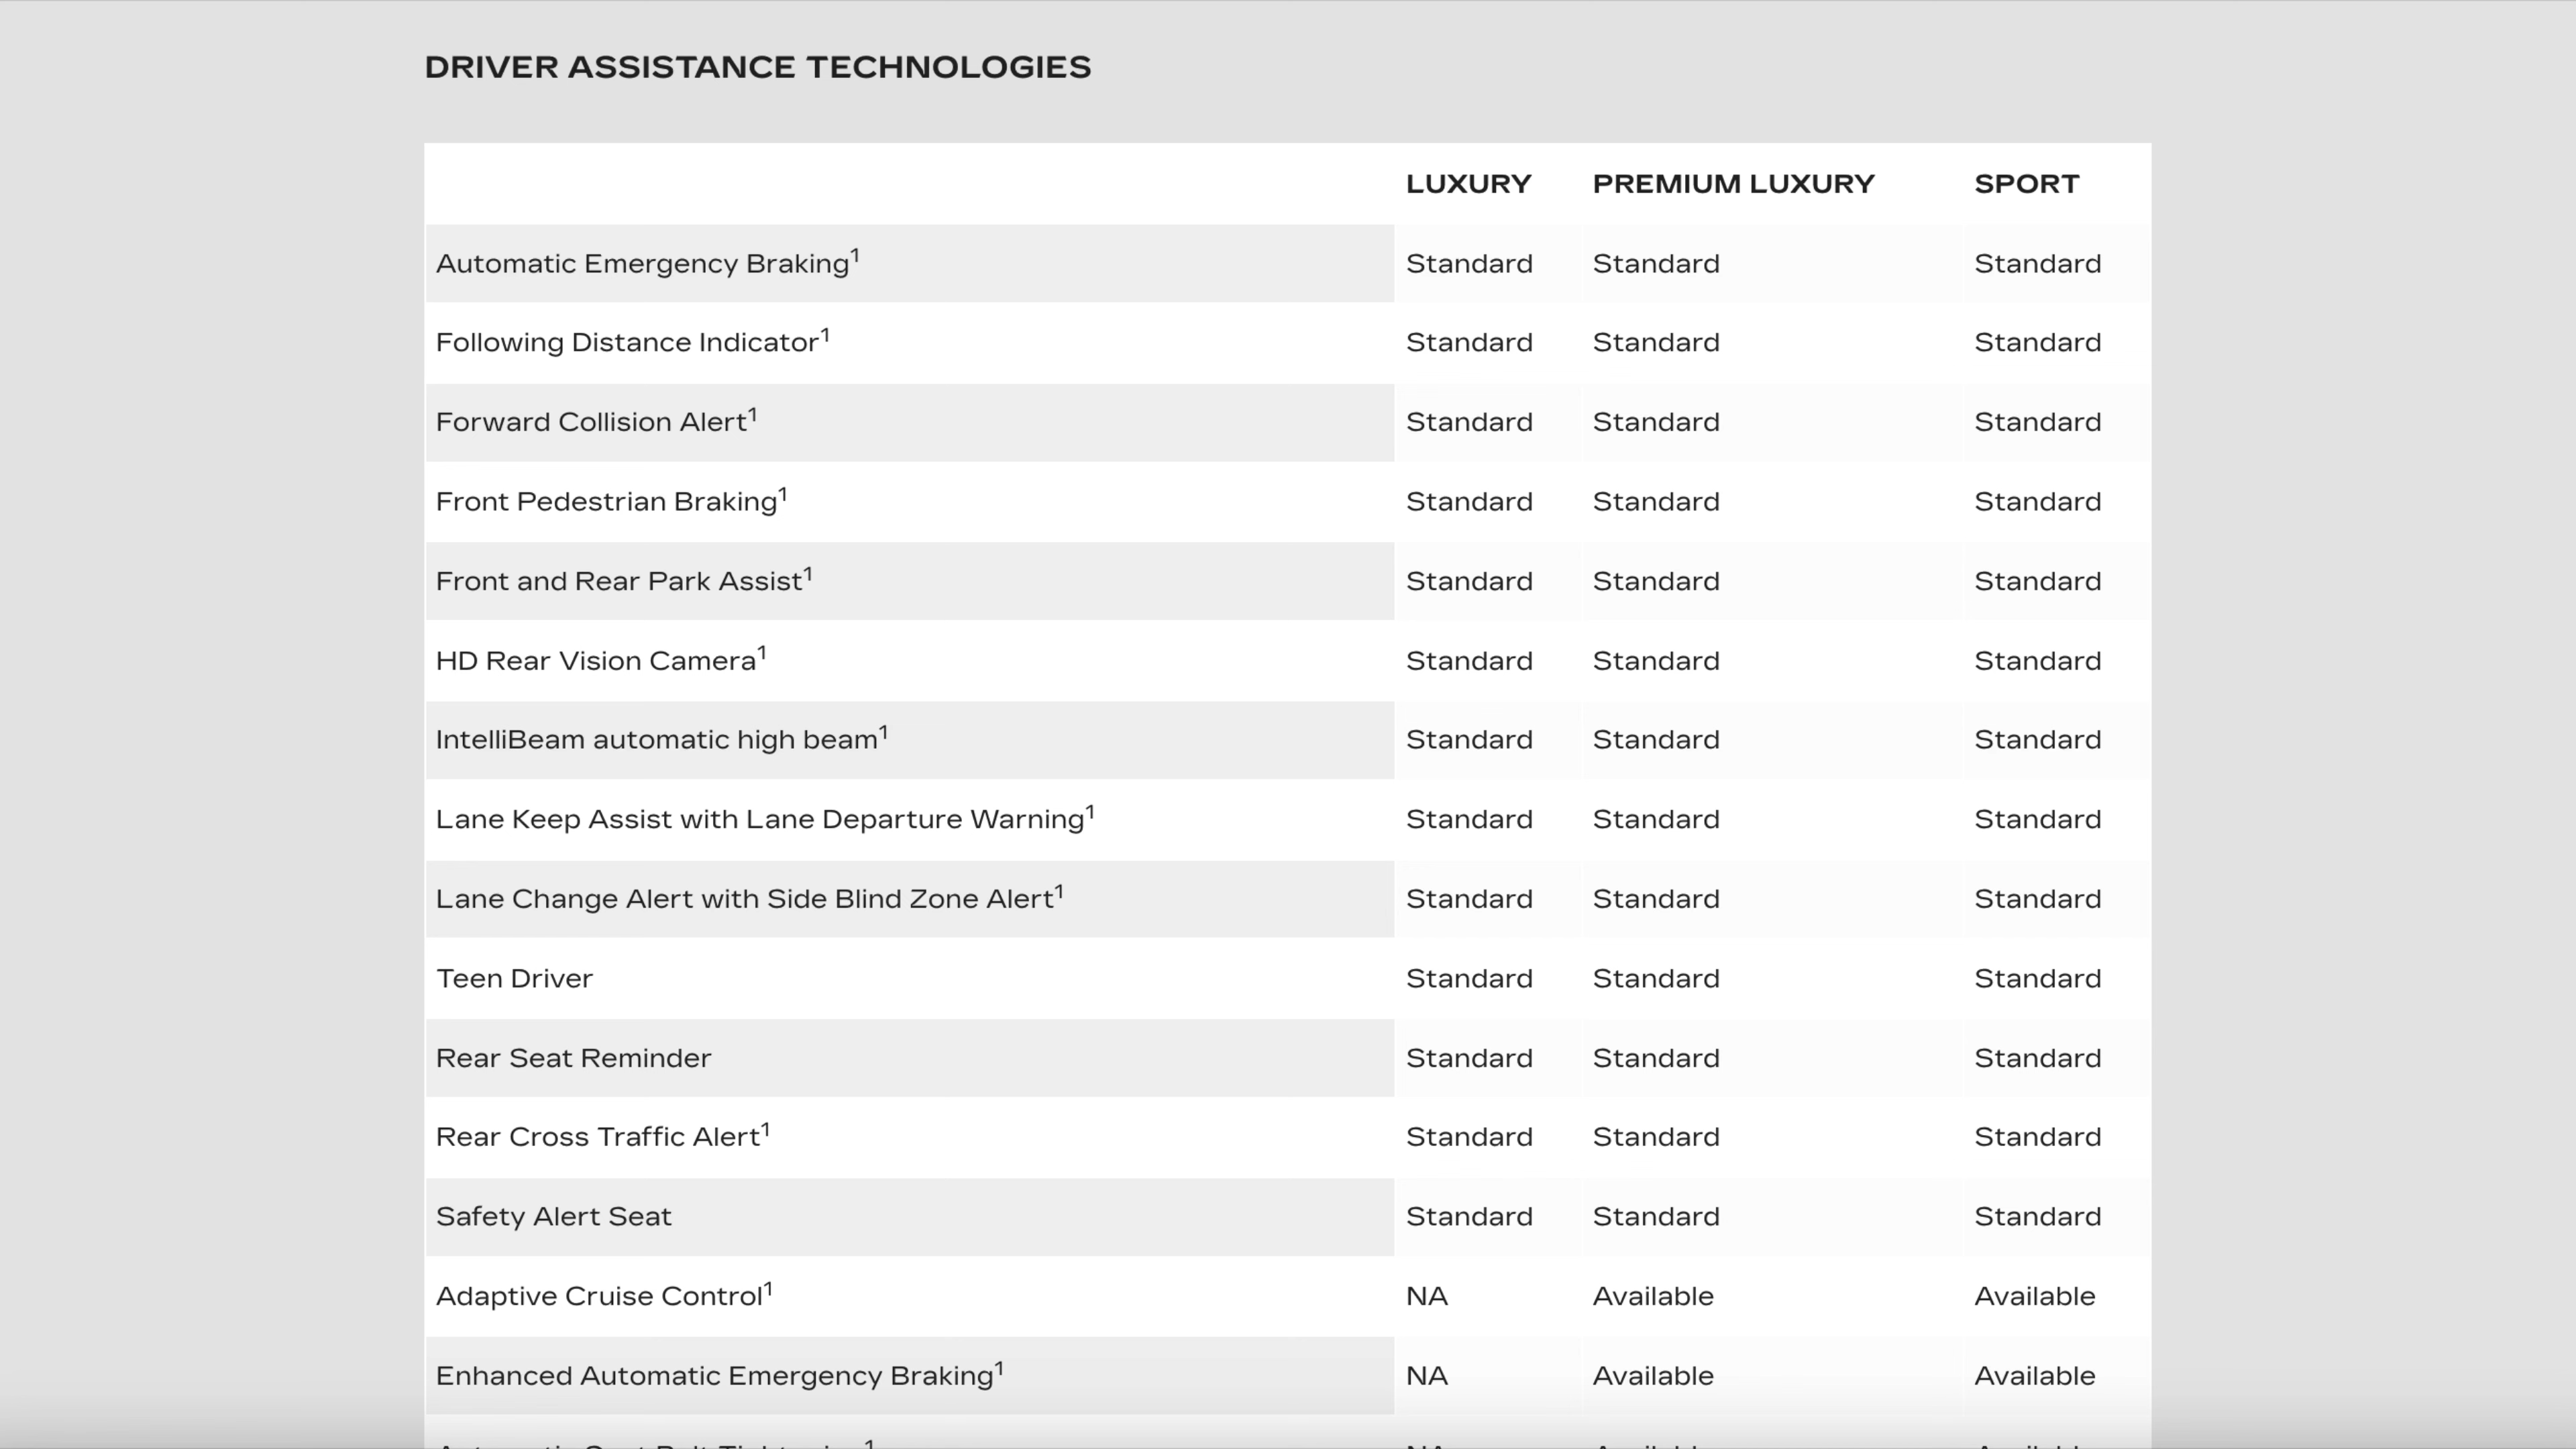 DRIVER ASSISTANCE TECHNOLOGIES
LUXURY PREMIUM LUXURY SPORT
Automatic Emergency Braking¹ Standard Standard Standard
Following Distance Indicator¹ Standard Standard Standard
Forward Collision Alert¹ Standard Standard Standard
Front Pedestrian Braking¹ Standard Standard Standard
Front and Rear Park Assist¹ Standard Standard Standard
HD Rear Vision Camera¹ Standard Standard Standard
IntelliBeam automatic high beam¹ Standard Standard Standard
Lane Keep Assist with Lane Departure Warning¹ Standard Standard Standard
Lane Change Alert with Side Blind Zone Alert¹ Standard Standard Standard
Teen Driver Standard Standard Standard
Rear Seat Reminder Standard Standard Standard
Rear Cross Traffic Alert¹ Standard Standard Standard
Safety Alert Seat Standard Standard Standard
Adaptive Cruise Control¹ NA Available Available
Enhanced Automatic Emergency Braking¹ NA Available Available